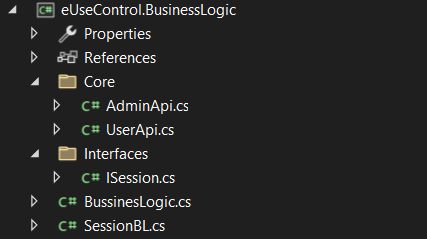 C# eUseControl.BusinessLogic
Properties
References
Core
C# AdminApi.cs
C# UserApi.cs
Interfaces
C# ISession.cs
C# BussinesLogic.cs
C# SessionBL.cs